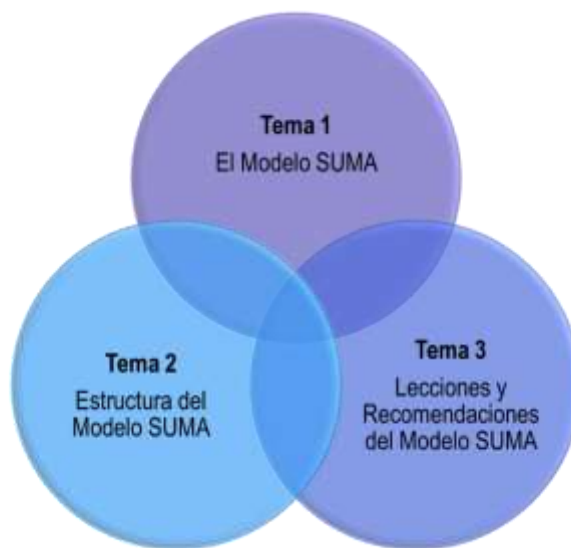 Tema 1
El Modelo SUMA
Tema 2
Estructura del
Modelo SUMA
Tema 3
Lecciones y
Recomendaciones
del Modelo SUMA